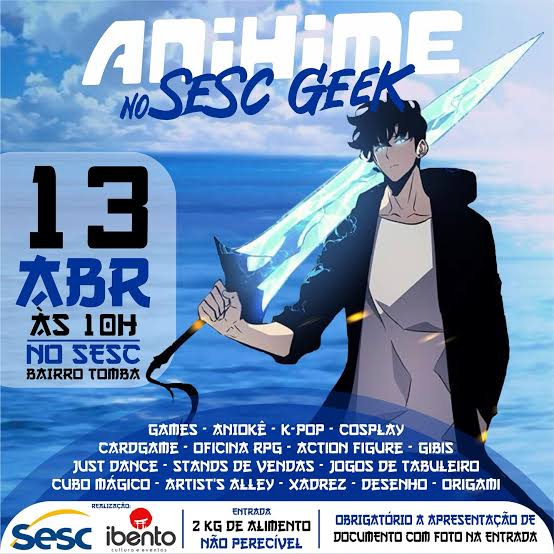 ANIHIME
NO SESC GEEK
13
ABR
ÀS 10H
NO SESC
BAIRRO TOMBA
GAMES - ANIOKÊ - K-POP - COSPLAY
CARDGAME - OFICINA RPG - ACTION FIGURE - GIBIS
JUST DANCE - STANDS DE VENDAS - JOGOS DE TABULEIRO
CUBO MÁGICO - ARTIST'S ALLEY - XADREZ - DESENHO - ORIGAMI
REALIZAÇÃO
Sesc
ibento
cultura e eventos
ENTRADA
2 KG DE ALIMENTO
NÃO PERECÍVEL
OBRIGATÓRIO A APRESENTAÇÃO DE
DOCUMENTO COM FOTO NA ENTRADA